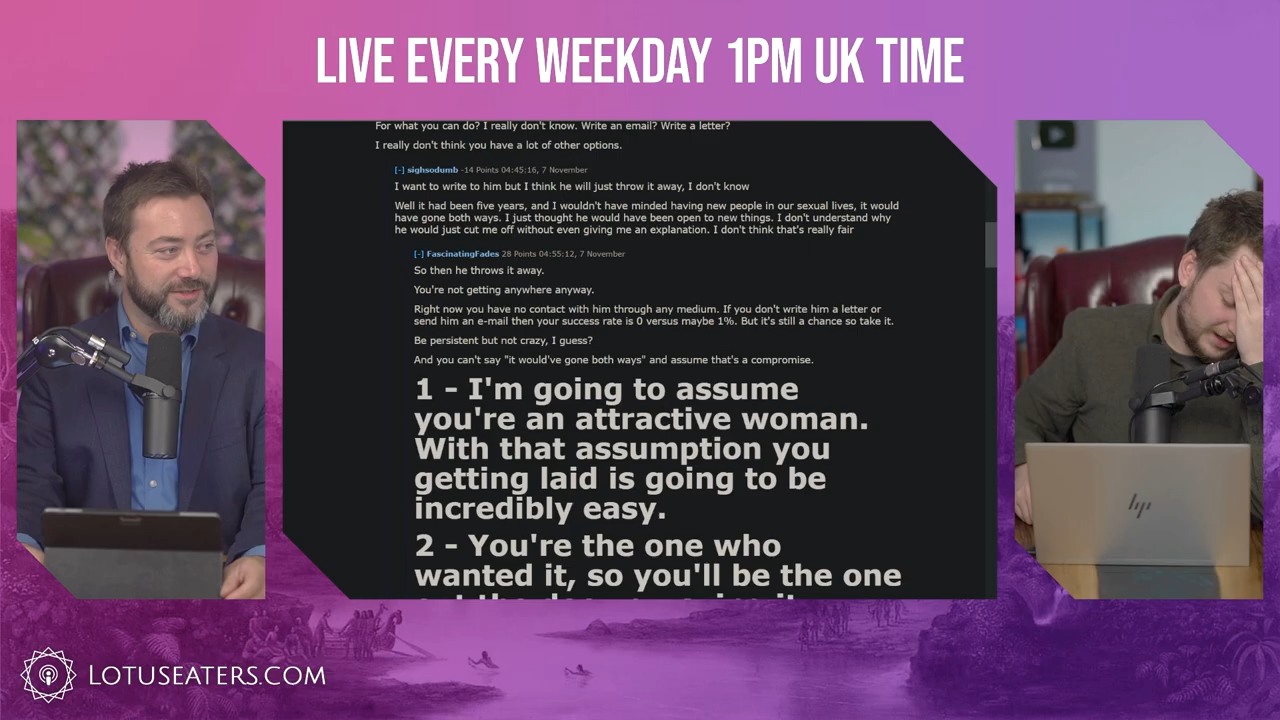 LIVE EVERY WEEKDAY 1PM UK TIME
For what you can do? I really don't know. Write an email? Write a letter?
I really don't think you have a lot of other options.
[-] sighsodumb -14 Points 04:45:16, 7 November
I want to write to him but I think he will just throw it away, I don't know
Well it had been five years, and I wouldn't have minded having new people in our sexual lives, it would
have gone both ways. I just thought he would have been open to new things. I don't understand why
he would just cut me off without even giving me an explanation. I don't think that's really fair
[-] FascinatingFades 28 Points 04:55:12, 7 November
So then he throws it away.
You're not getting anywhere anyway.
Right now you have no contact with him through any medium. If you don't write him a letter or
send him an e-mail then your success rate is 0 versus maybe 1%. But it's still a chance so take it.
Be persistent but not crazy, I guess?
And you can't say "it would've gone both ways" and assume that's a compromise.
1 - I'm going to assume
you're an attractive woman.
With that assumption you
getting laid is going to be
incredibly easy.
2 - You're the one who
wanted it, so you'll be the one
hp
LOTUSEATERS.COM